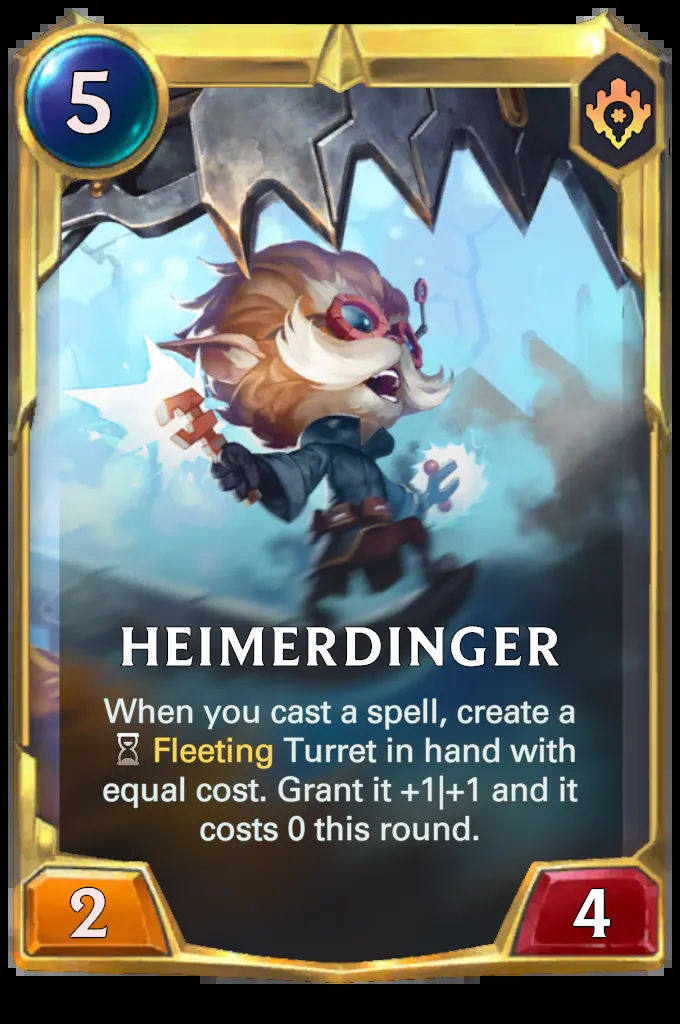 5
HEIMERDINGER
When you cast a spell, create a
Fleeting Turret in hand with
equal cost. Grant it +1|+1 and it
costs 0 this round.
2
4